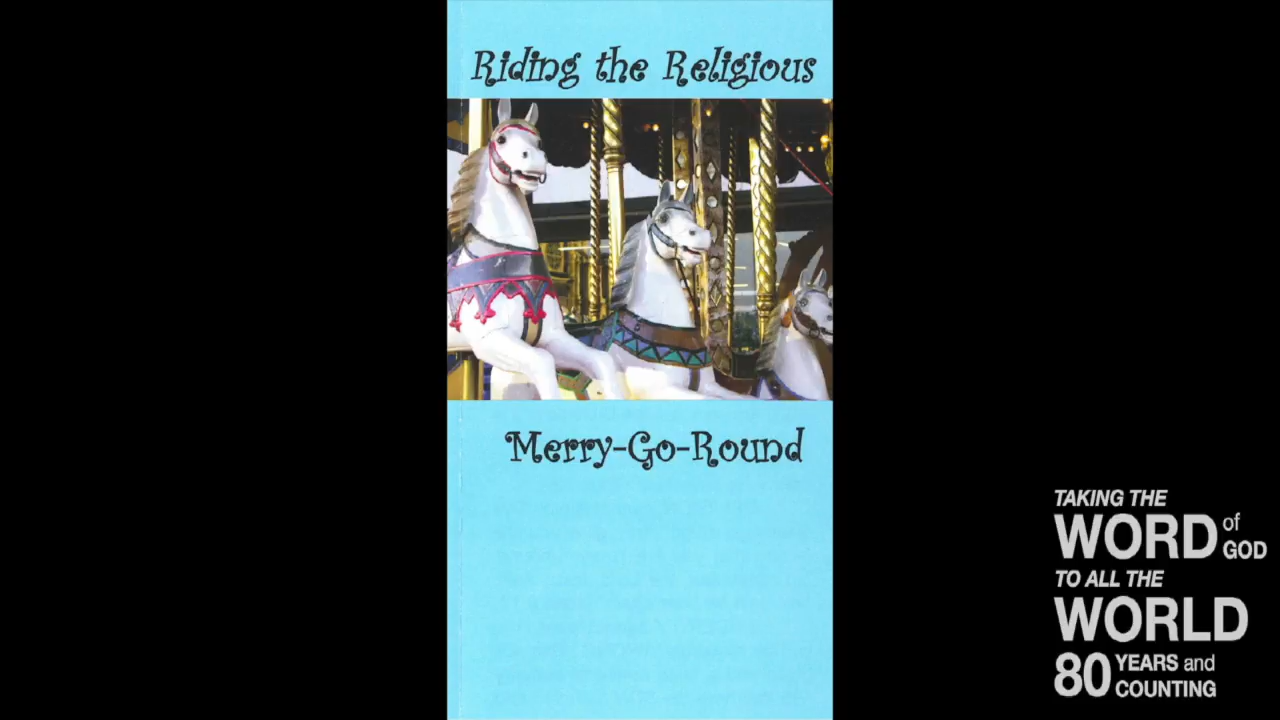 Riding the Religious
Merry-Go-Round
TAKING THE
WORD of GOD
TO ALL THE
WORLD
80 YEARS and COUNTING